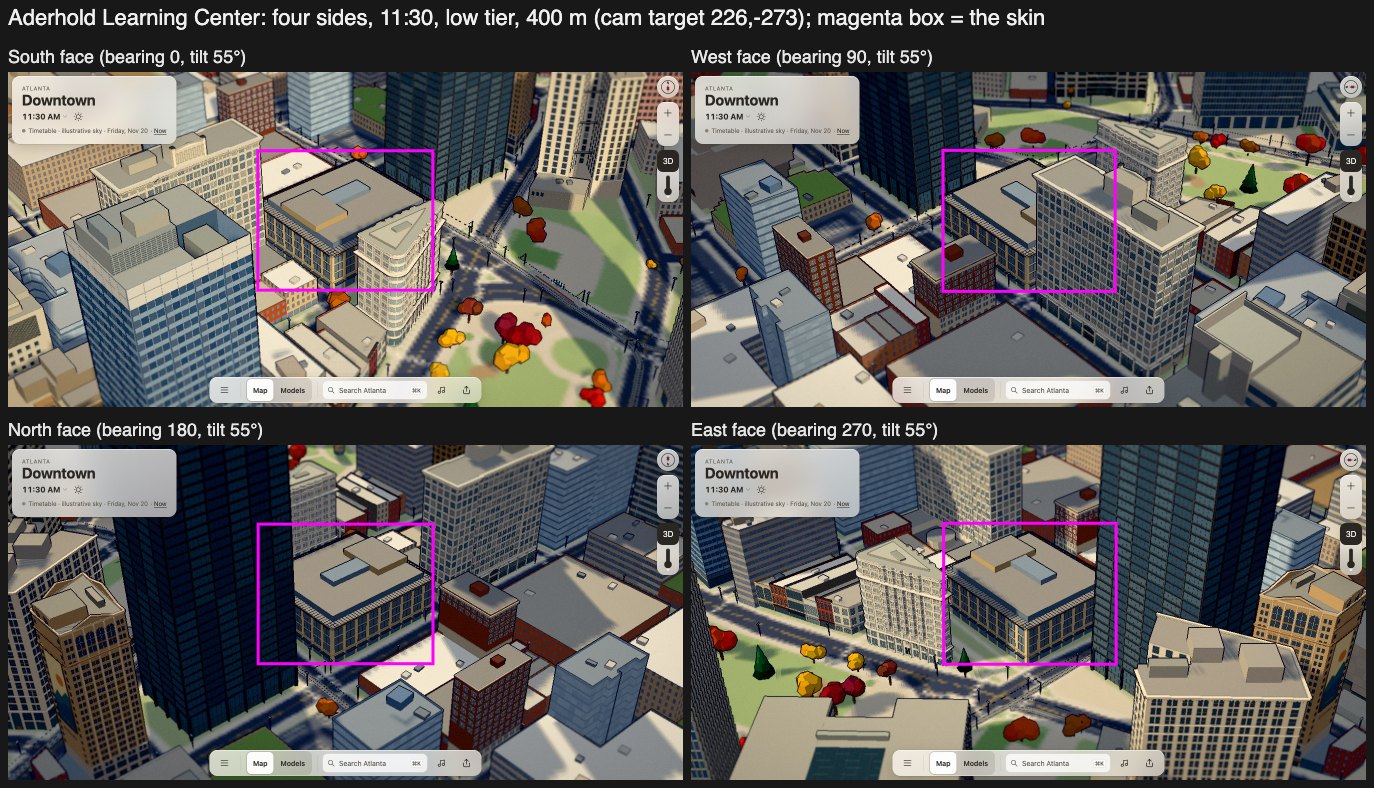 Aderhold Learning Center: four sides, 11:30, low tier, 400 m (cam target 226,-273); magenta box = the skin
South face (bearing 0, tilt 55°)
ATLANTA
Downtown
11:30 AM
Timetable · illustrative sky · Friday, Nov 20 · Now
3D
Map
Models
Search Atlanta
⌘K
West face (bearing 90, tilt 55°)
ATLANTA
Downtown
11:30 AM
Timetable · illustrative sky · Friday, Nov 20 · Now
3D
Map
Models
Search Atlanta
⌘K
North face (bearing 180, tilt 55°)
ATLANTA
Downtown
11:30 AM
Timetable · illustrative sky · Friday, Nov 20 · Now
3D
Map
Models
Search Atlanta
⌘K
East face (bearing 270, tilt 55°)
ATLANTA
Downtown
11:30 AM
Timetable · illustrative sky · Friday, Nov 20 · Now
3D
Map
Models
Search Atlanta
⌘K